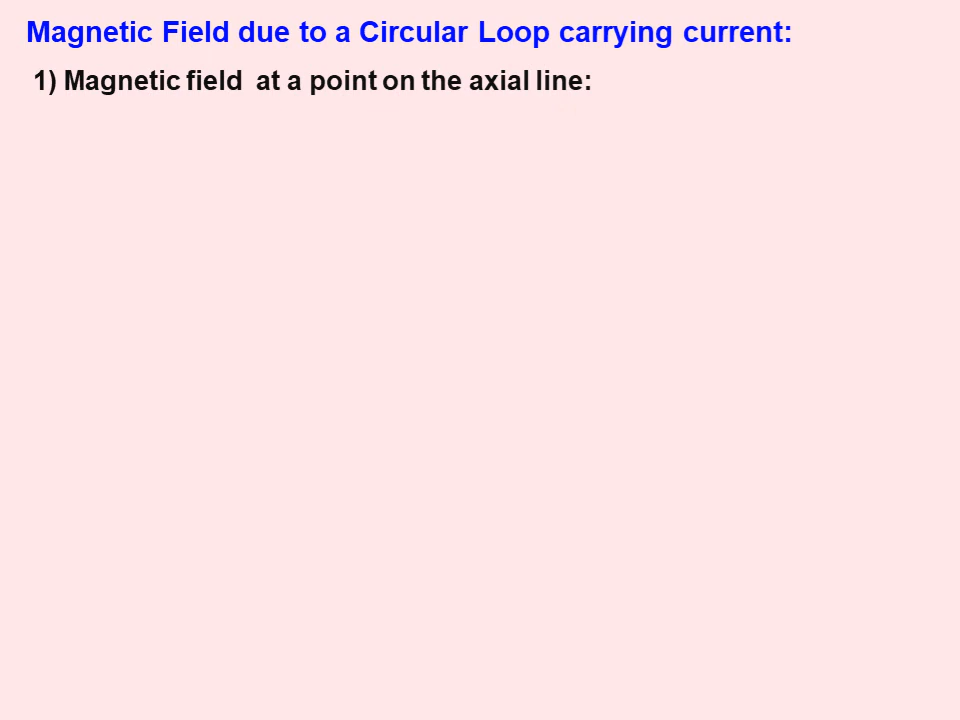 Magnetic Field due to a Circular Loop carrying current:
1) Magnetic field  at a point on the axial line: